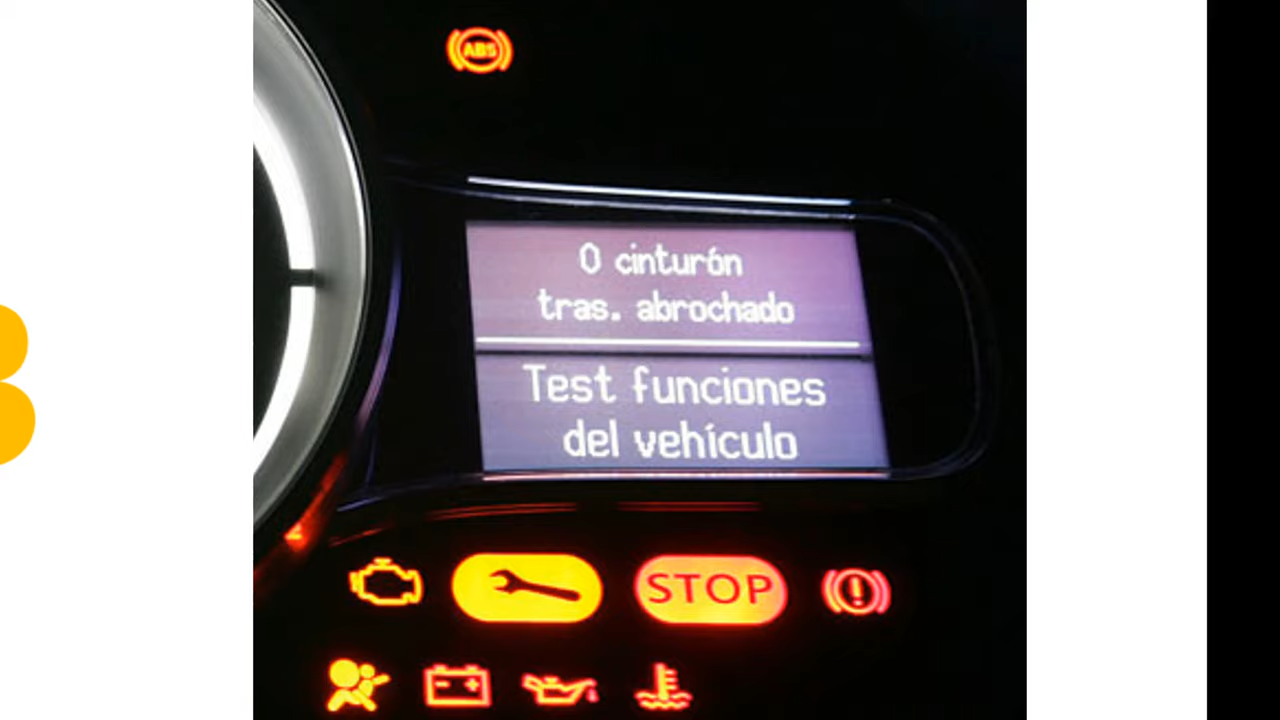 ABS
0 cinturón
tras. abrochado
Test funciones
del vehículo
STOP